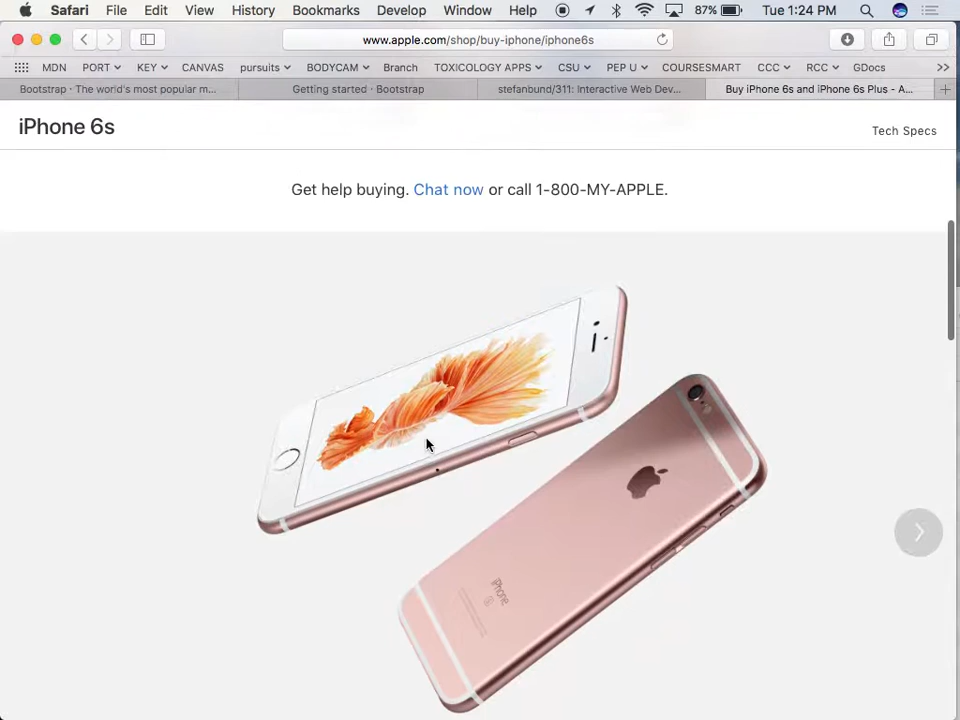 Safari File Edit View History Bookmarks Develop Window Help 87% Tue 1:24 PM
www.apple.com/shop/buy-iphone/iphone6s
MDN PORT KEY CANVAS pursuits BODYCAM Branch TOXICOLOGY APPS CSU PEP U COURSESMART CCC RCC GDocs
Bootstrap · The world's most popular m... Getting started · Bootstrap stefanbund/311: Interactive Web Dev... Buy iPhone 6s and iPhone 6s Plus - A...
iPhone 6s
Tech Specs
Get help buying. Chat now or call 1-800-MY-APPLE.
iPhone